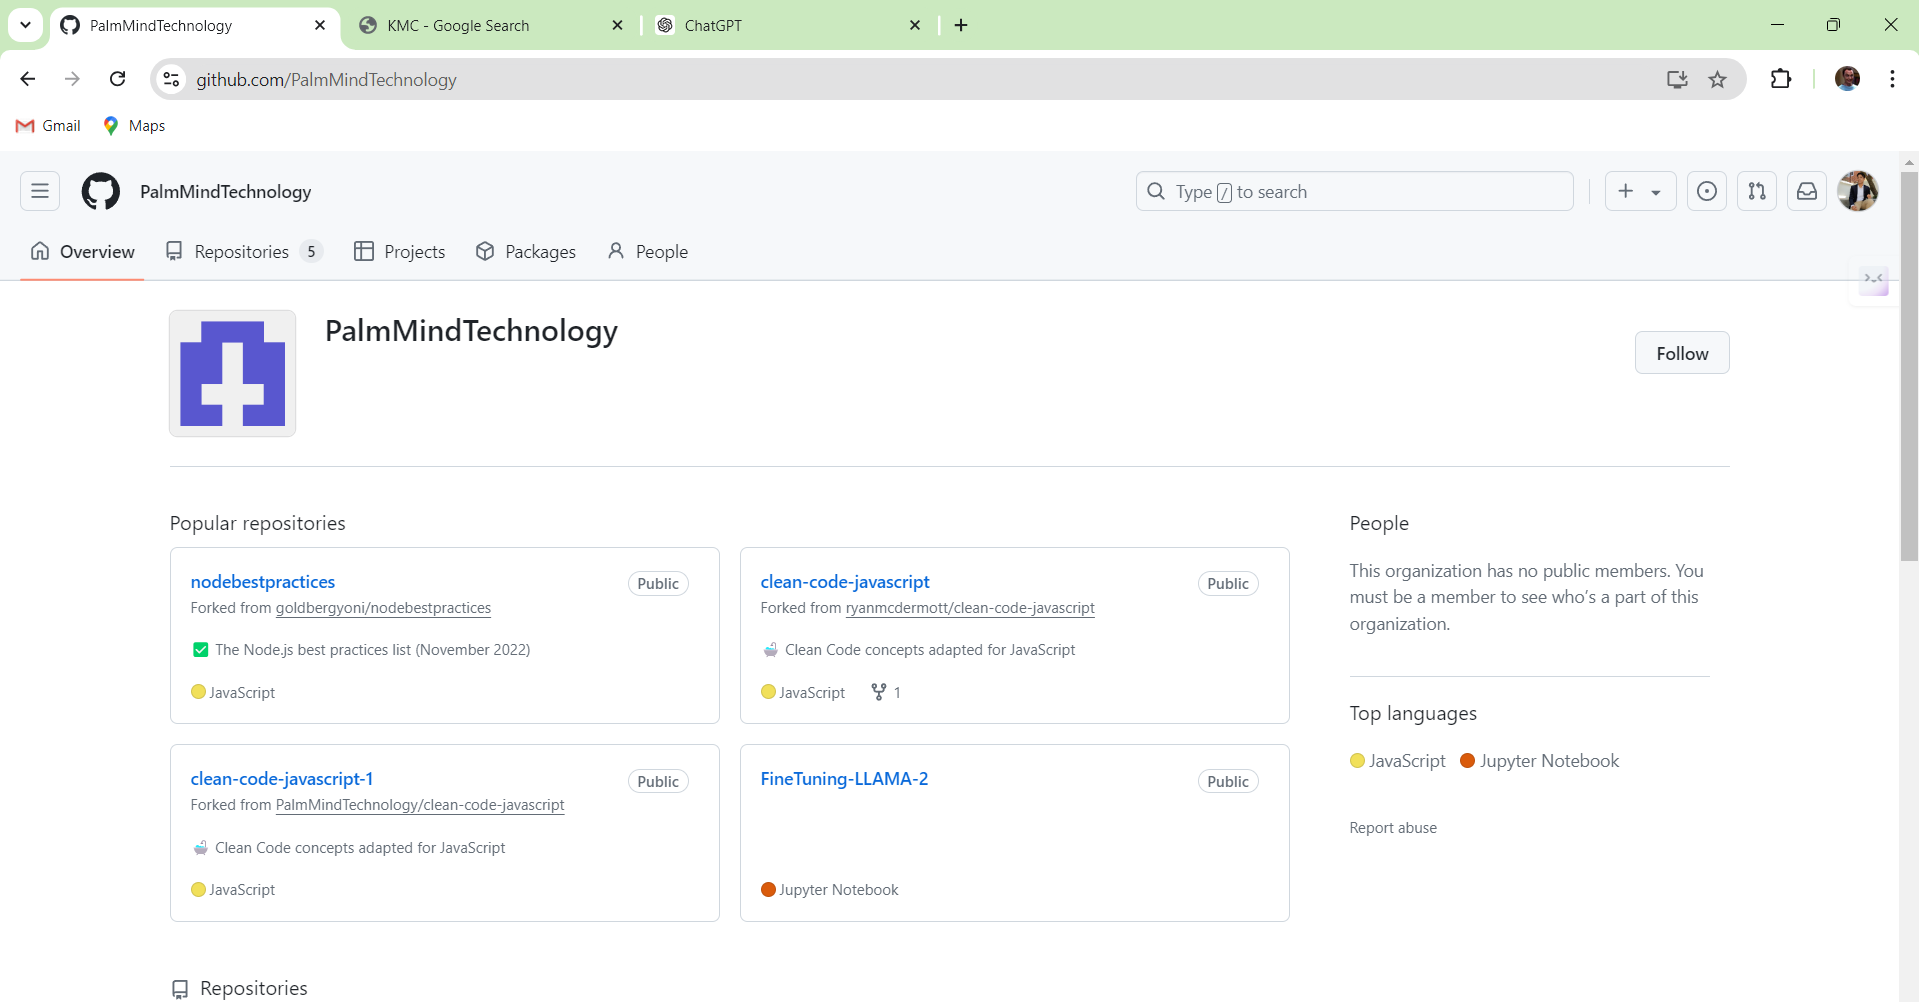 PalmMindTechnology
KMC - Google Search
ChatGPT
github.com/PalmMindTechnology
Gmail
Maps
PalmMindTechnology
Type / to search
Overview
Repositories 5
Projects
Packages
People
PalmMindTechnology
Follow
Popular repositories
nodebestpractices
Public
Forked from goldbergyoni/nodebestpractices
The Node.js best practices list (November 2022)
JavaScript
clean-code-javascript
Public
Forked from ryanmcdermott/clean-code-javascript
Clean Code concepts adapted for JavaScript
JavaScript 1
clean-code-javascript-1
Public
Forked from PalmMindTechnology/clean-code-javascript
Clean Code concepts adapted for JavaScript
JavaScript
FineTuning-LLAMA-2
Public
Jupyter Notebook
People
This organization has no public members. You
must be a member to see who’s a part of this
organization.
Top languages
JavaScript Jupyter Notebook
Report abuse
Repositories